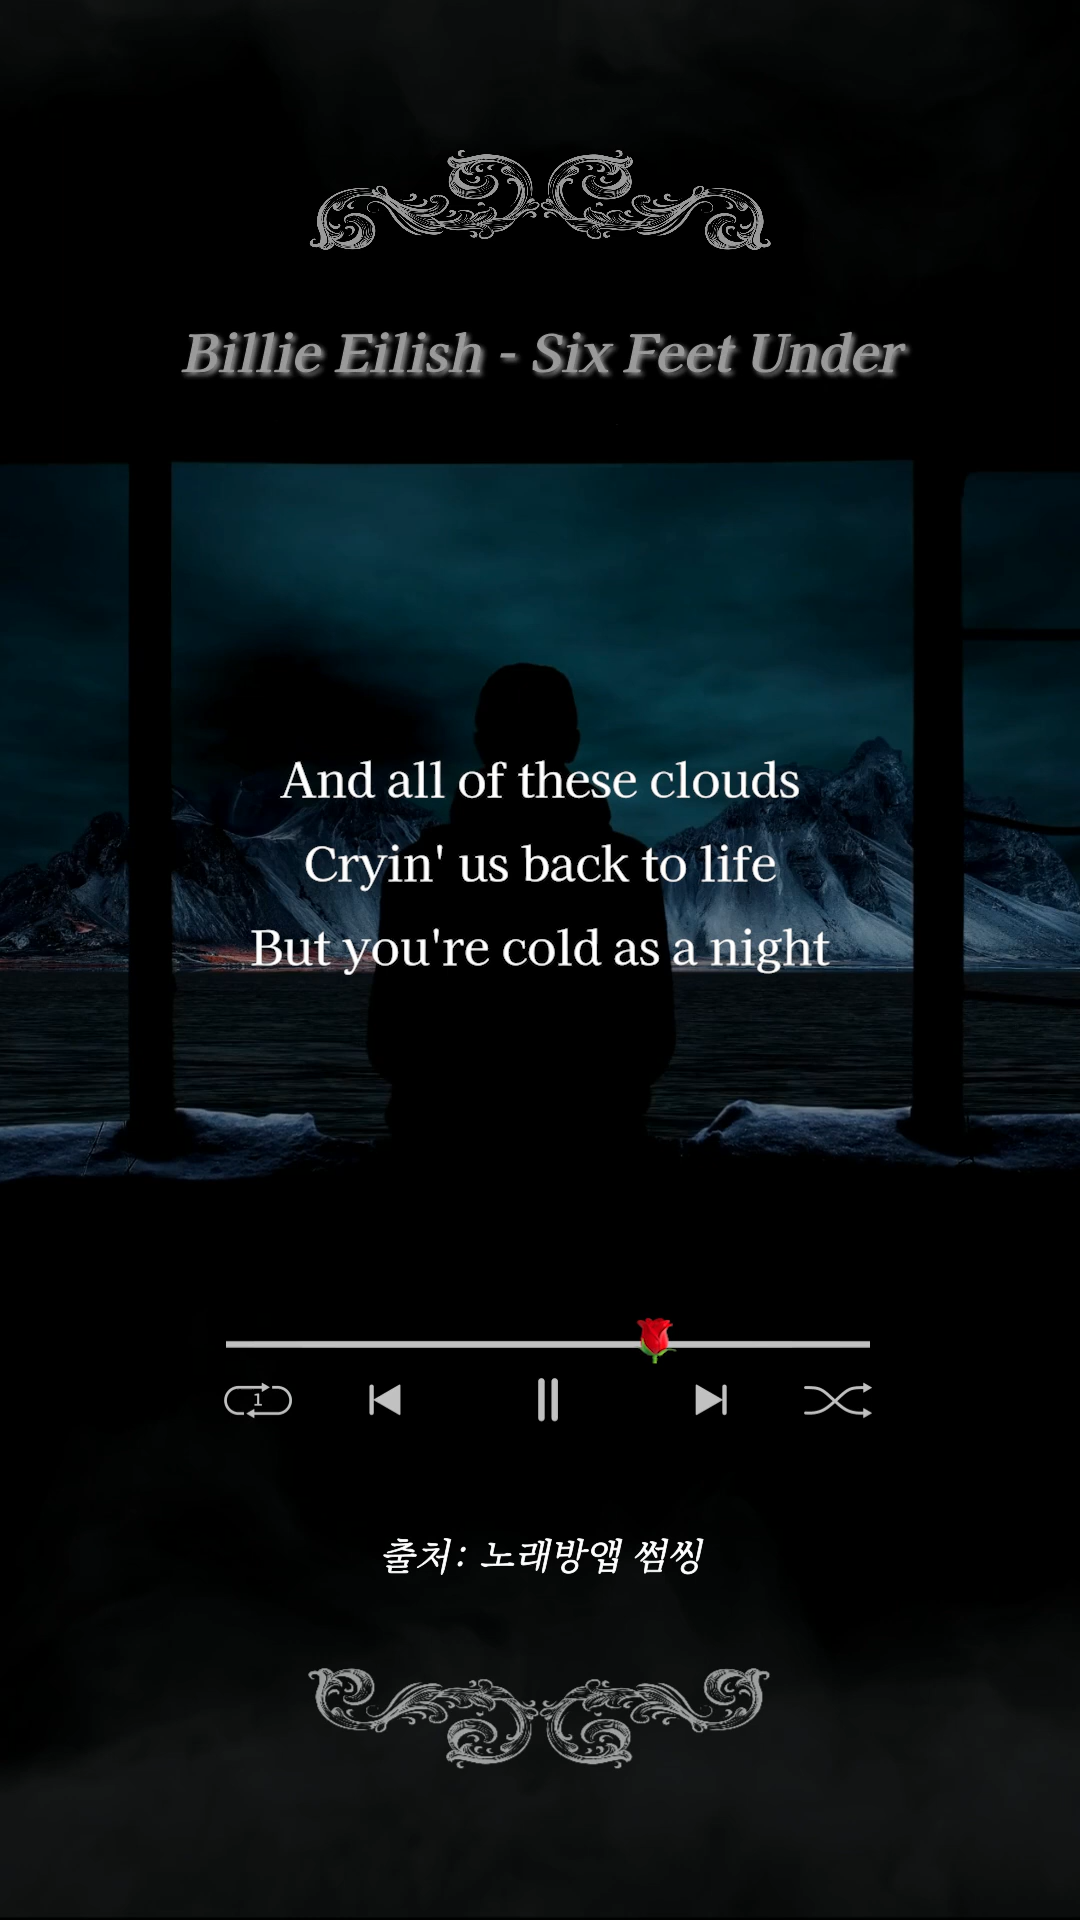 Billie Eilish - Six Feet Under
And all of these clouds
Cryin' us back to life
But you're cold as a night
1
출처: 노래방앱 썸씽